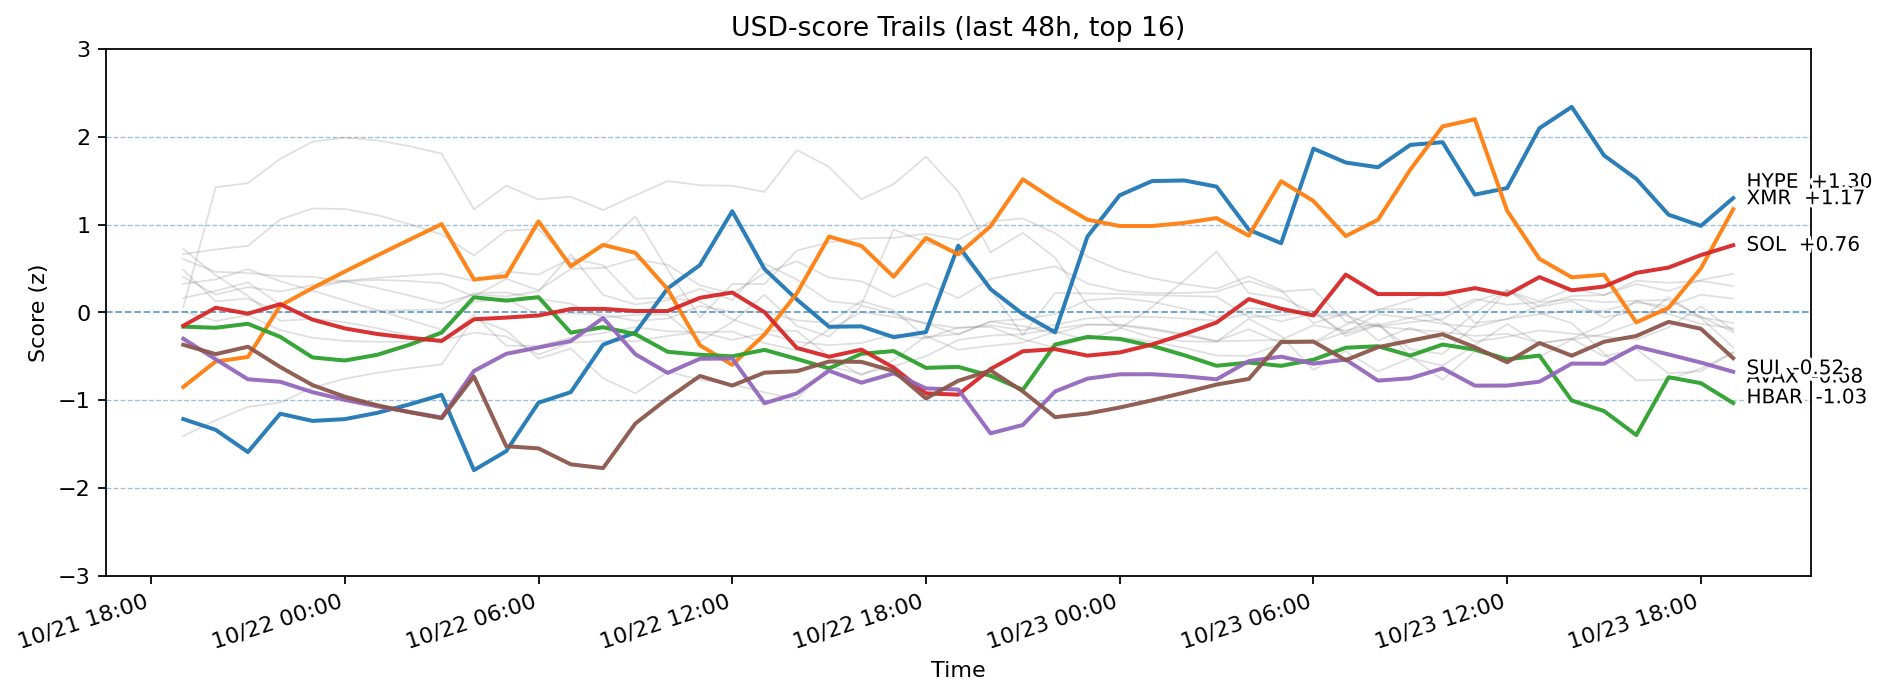 USD-score Trails (last 48h, top 16)
Score (z)
3
2
1
0
−1
−2
−3
HYPE +1.30
XMR +1.17
SOL +0.76
SUI -0.52
AVAX -0.68
HBAR -1.03
10/21 18:00
10/22 00:00
10/22 06:00
10/22 12:00
10/22 18:00
10/23 00:00
10/23 06:00
10/23 12:00
10/23 18:00
Time